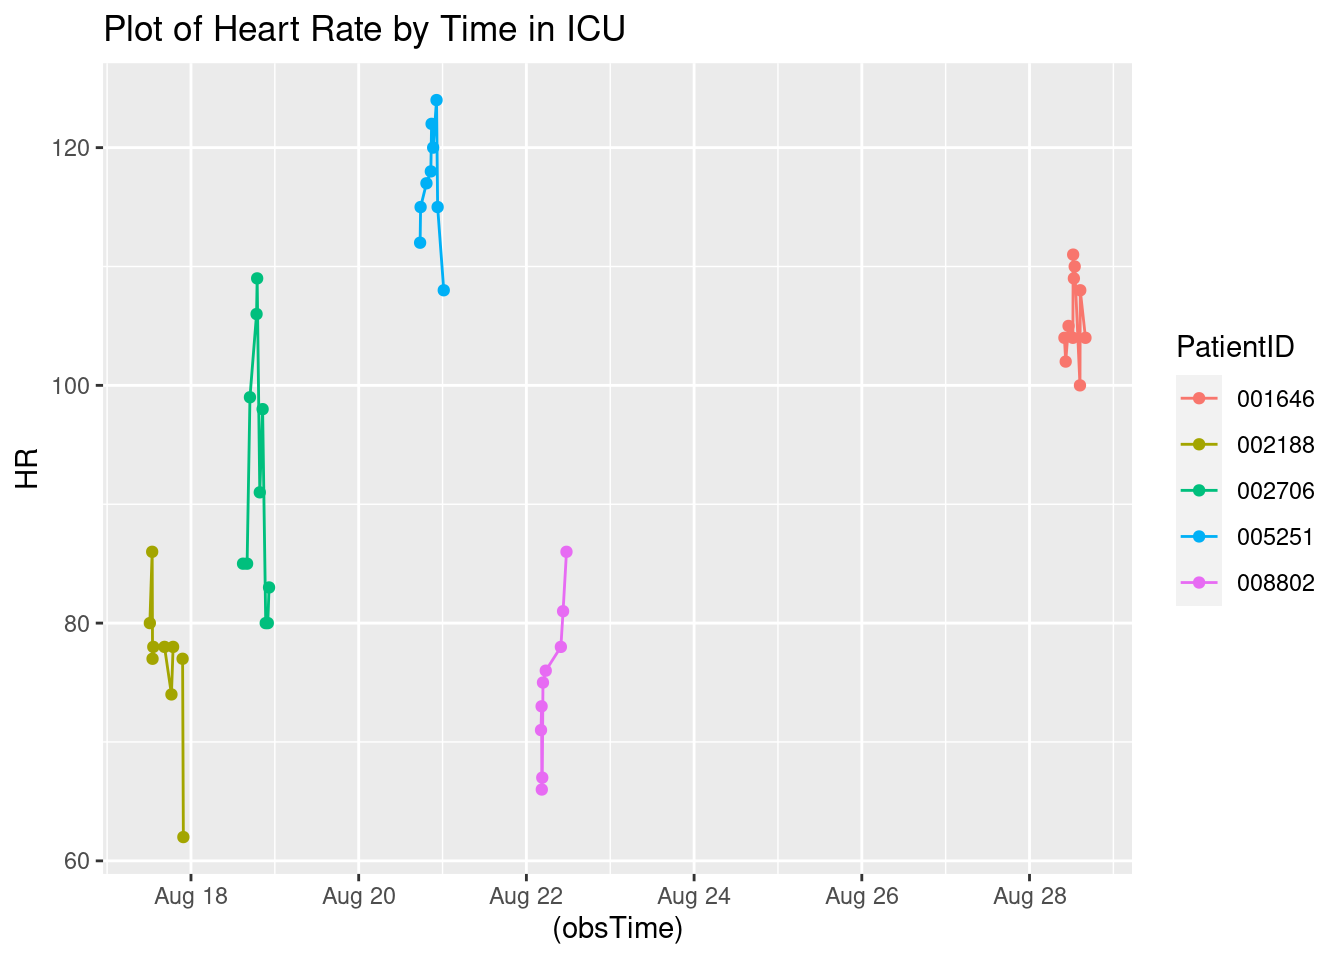 Plot of Heart Rate by Time in ICU
120
100
80
60
HR
Aug 18 Aug 20 Aug 22 Aug 24 Aug 26 Aug 28
(obsTime)
PatientID
001646
002188
002706
005251
008802